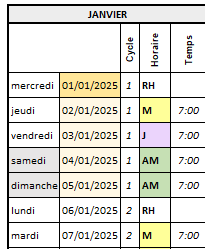 JANVIER
Cycle Horaire Temps
mercredi 01/01/2025 1 RH
jeudi 02/01/2025 1 M 7:00
vendredi 03/01/2025 1 J 7:00
samedi 04/01/2025 1 AM 7:00
dimanche 05/01/2025 1 AM 7:00
lundi 06/01/2025 2 RH
mardi 07/01/2025 2 M 7:00